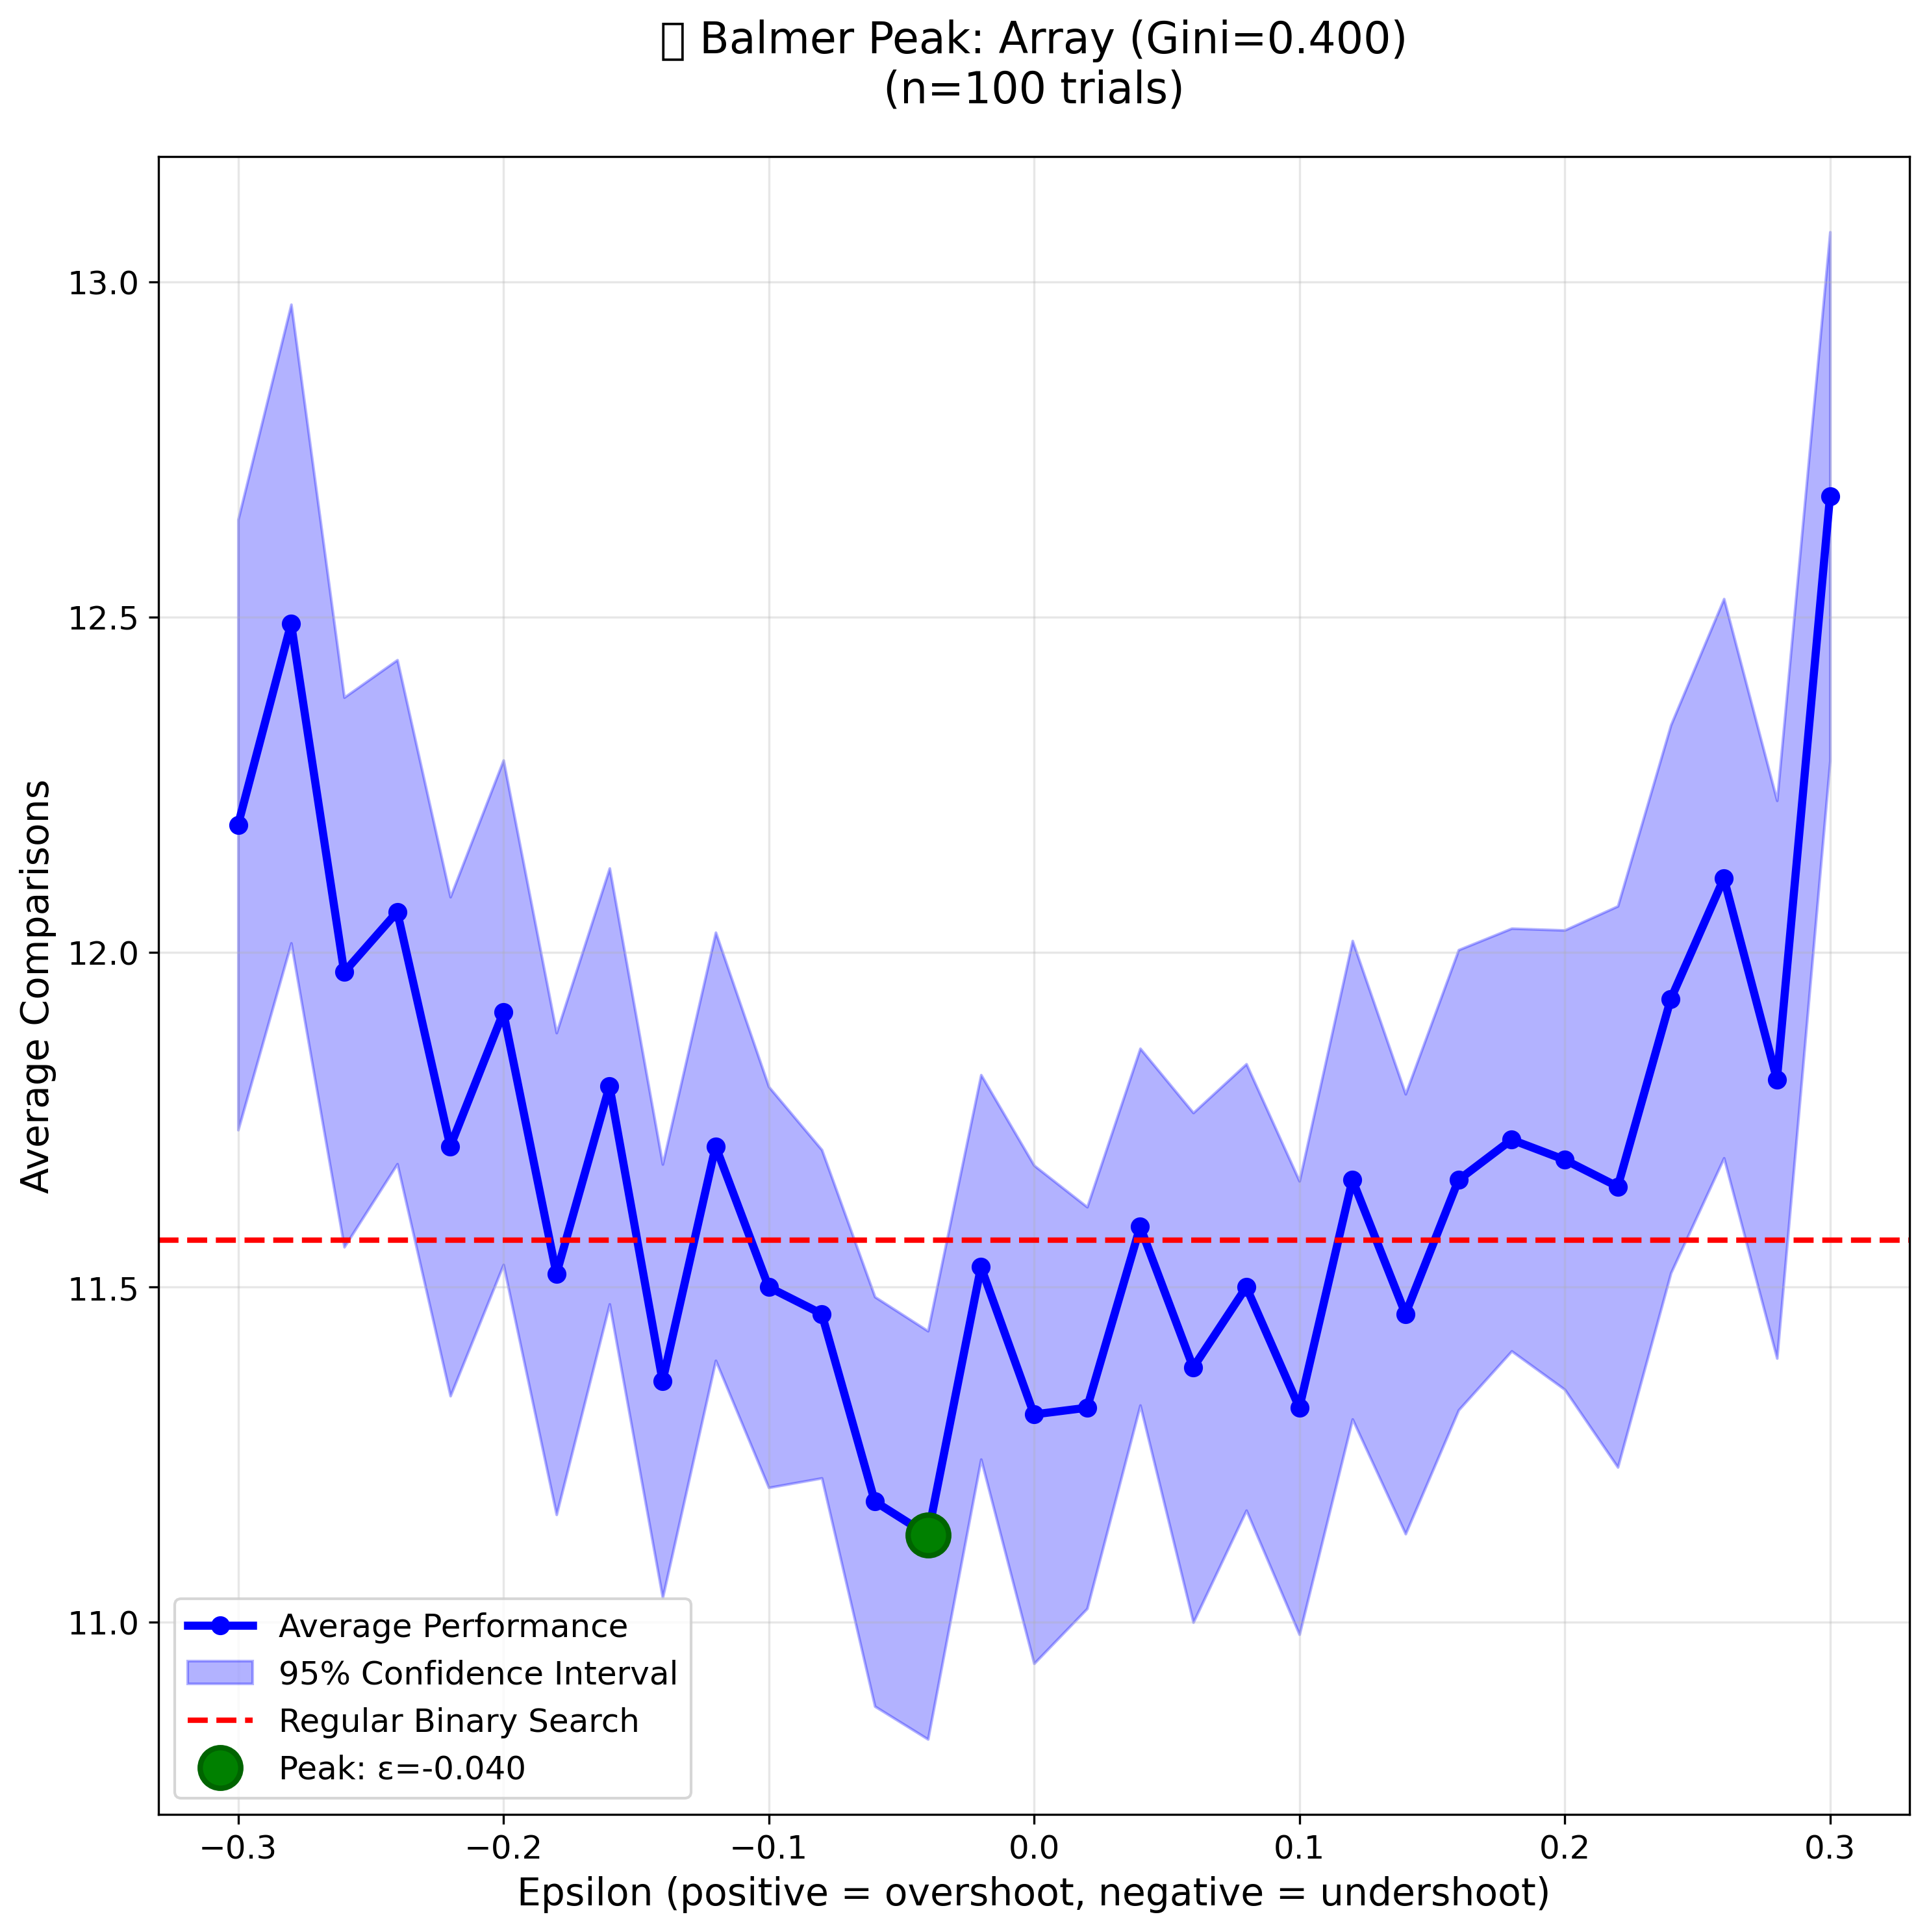 Balmer Peak: Array (Gini=0.400)
(n=100 trials)
13.0
12.5
12.0
11.5
11.0
Average Comparisons
Average Performance
95% Confidence Interval
Regular Binary Search
Peak: ε=-0.040
−0.3
−0.2
−0.1
0.0
0.1
0.2
0.3
Epsilon (positive = overshoot, negative = undershoot)